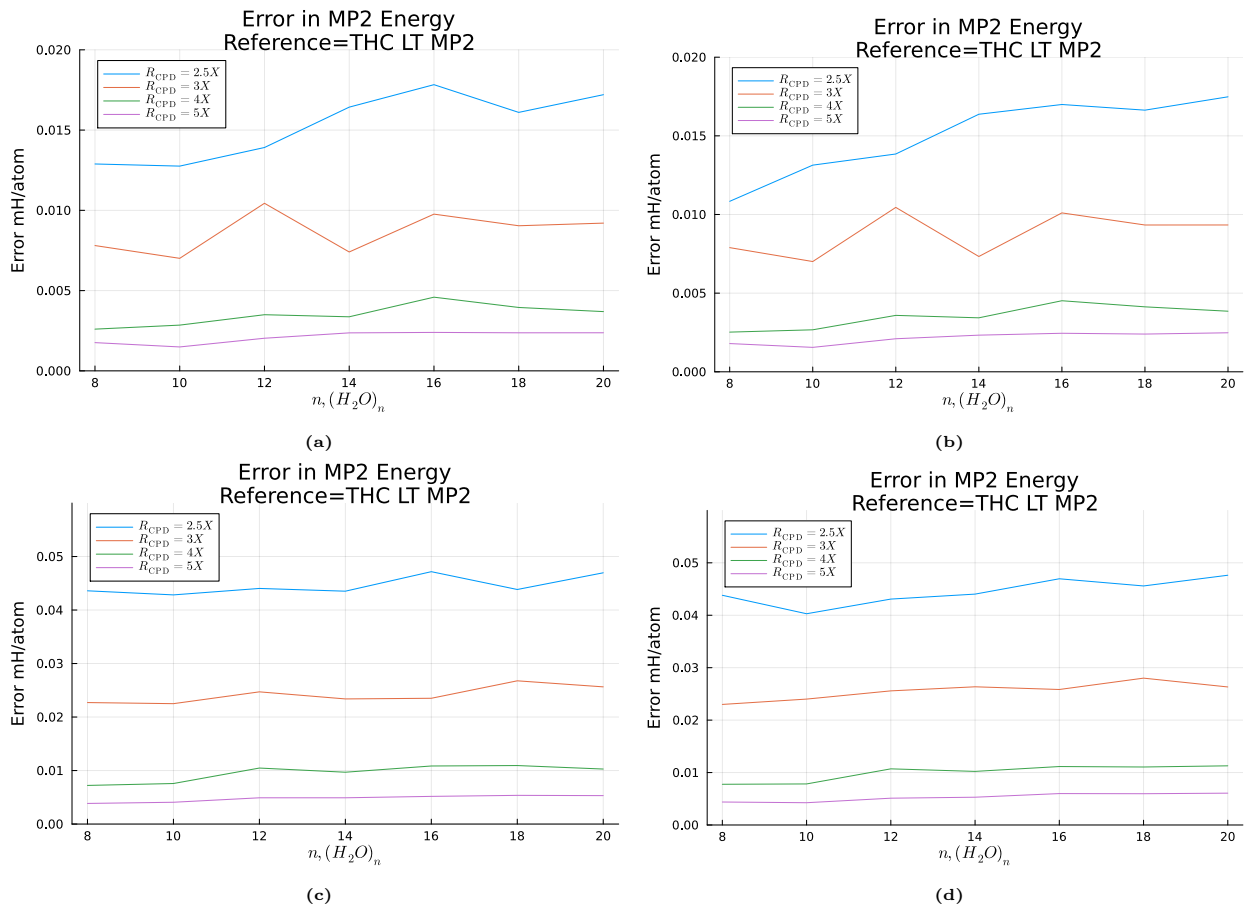 Error in MP2 Energy
Reference=THC LT MP2
0.020
0.015
0.010
0.005
0.000
Error mH/atom
R_CPD = 2.5X
R_CPD = 3X
R_CPD = 4X
R_CPD = 5X
8 10 12 14 16 18 20
n, (H₂O)ₙ
(a)
Error in MP2 Energy
Reference=THC LT MP2
0.020
0.015
0.010
0.005
0.000
Error mH/atom
R_CPD = 2.5X
R_CPD = 3X
R_CPD = 4X
R_CPD = 5X
8 10 12 14 16 18 20
n, (H₂O)ₙ
(b)
Error in MP2 Energy
Reference=THC LT MP2
0.05
0.04
0.03
0.02
0.01
0.00
Error mH/atom
R_CPD = 2.5X
R_CPD = 3X
R_CPD = 4X
R_CPD = 5X
8 10 12 14 16 18 20
n, (H₂O)ₙ
(c)
Error in MP2 Energy
Reference=THC LT MP2
0.05
0.04
0.03
0.02
0.01
0.00
Error mH/atom
R_CPD = 2.5X
R_CPD = 3X
R_CPD = 4X
R_CPD = 5X
8 10 12 14 16 18 20
n, (H₂O)ₙ
(d)